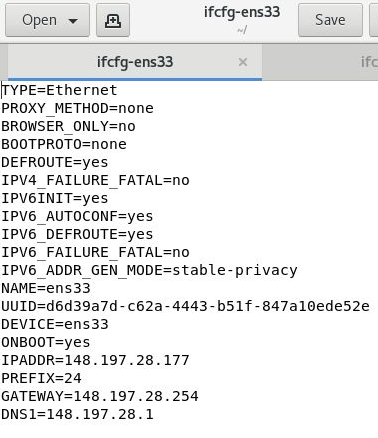 Open
ifcfg-ens33
~/
Save
ifcfg-ens33
ifc
TYPE=Ethernet
PROXY_METHOD=none
BROWSER_ONLY=no
BOOTPROTO=none
DEFROUTE=yes
IPV4_FAILURE_FATAL=no
IPV6INIT=yes
IPV6_AUTOCONF=yes
IPV6_DEFROUTE=yes
IPV6_FAILURE_FATAL=no
IPV6_ADDR_GEN_MODE=stable-privacy
NAME=ens33
UUID=d6d39a7d-c62a-4443-b51f-847a10ede52e
DEVICE=ens33
ONBOOT=yes
IPADDR=148.197.28.177
PREFIX=24
GATEWAY=148.197.28.254
DNS1=148.197.28.1